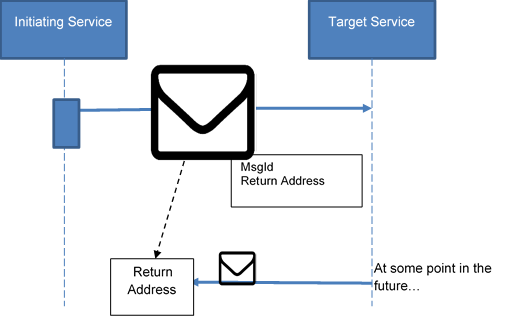 Initiating Service
Target Service
MsgId
Return Address
At some point in the
future…
Return
Address